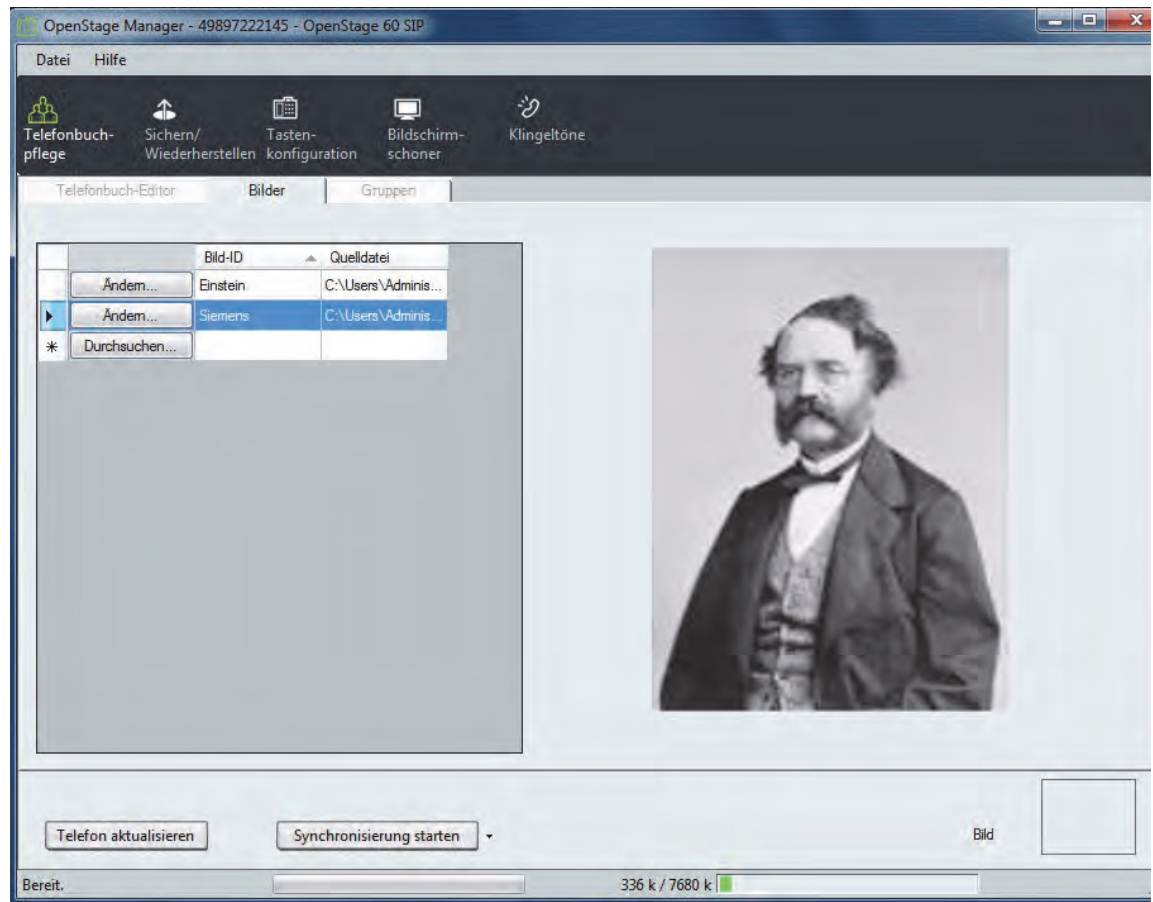 OpenStage Manager - 49897222145 - OpenStage 60 SIP
Datei Hilfe
Telefonbuch-
pflege
Sichern/
Wiederherstellen
Tasten-
konfiguration
Bildschirm-
schoner
Klingeltöne
Telefonbuch-Editor Bilder Gruppen
Bild-ID Quelldatei
Ändern... Einstein C:\Users\Adminis...
Ändern... Siemens C:\Users\Adminis...
Durchsuchen...
Telefon aktualisieren Synchronisierung starten Bild
Bereit. 336 k / 7680 k